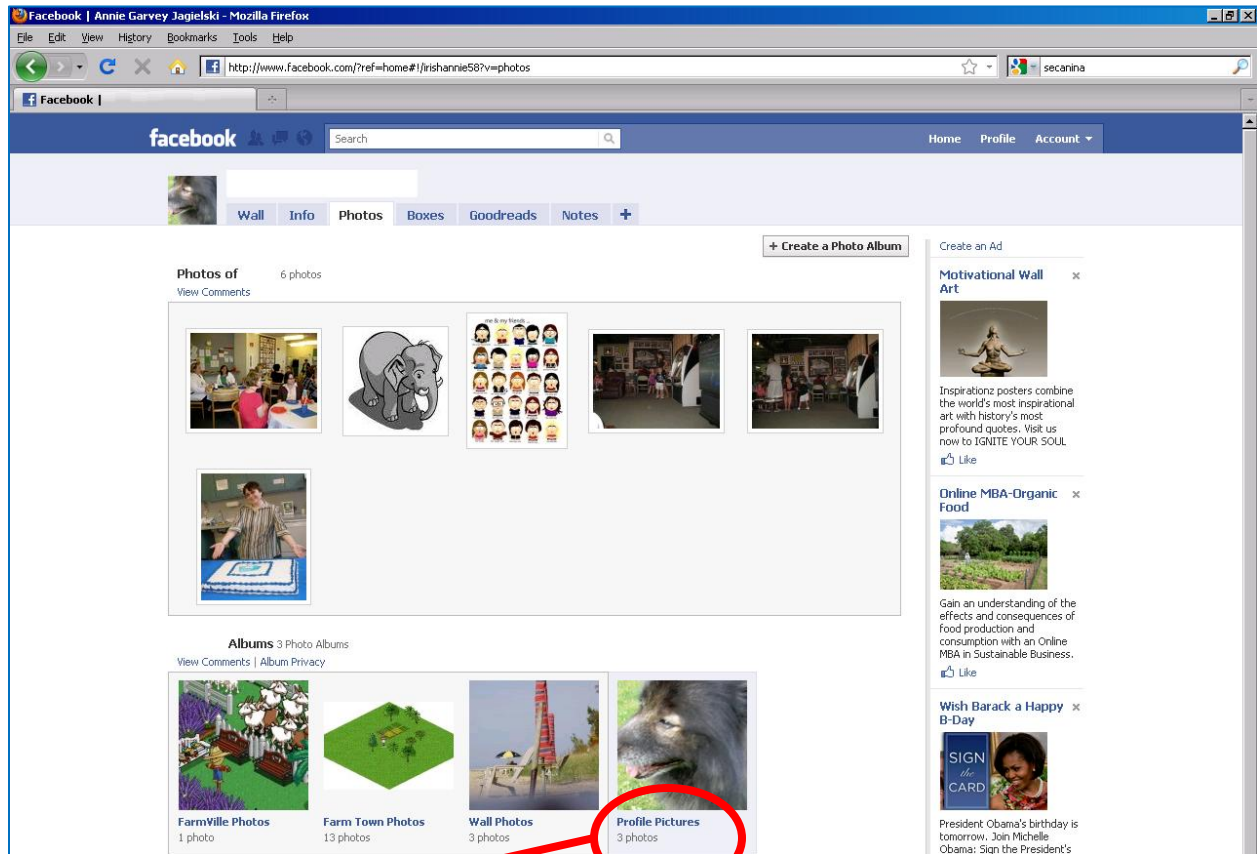 Facebook | Annie Garvey Jagielski - Mozilla Firefox
File Edit View History Bookmarks Tools Help
http://www.facebook.com/?ref=home#!/irishannie58?v=photos
secanina
Facebook |
facebook
Search
Home Profile Account
Wall Info Photos Boxes Goodreads Notes +
+ Create a Photo Album
Photos of 6 photos
View Comments
me & my friends ...
Albums 3 Photo Albums
View Comments | Album Privacy
FarmVille Photos
1 photo
Farm Town Photos
13 photos
Wall Photos
3 photos
Profile Pictures
3 photos
Create an Ad
Motivational Wall
Art
Inspirationz posters combine
the world's most inspirational
art with history's most
profound quotes. Visit us
now to IGNITE YOUR SOUL
Like
Online MBA-Organic
Food
Gain an understanding of the
effects and consequences of
food production and
consumption with an Online
MBA in Sustainable Business.
Like
Wish Barack a Happy
B-Day
SIGN
the
CARD
President Obama's birthday is
tomorrow. Join Michelle
Obama: Sign the President's